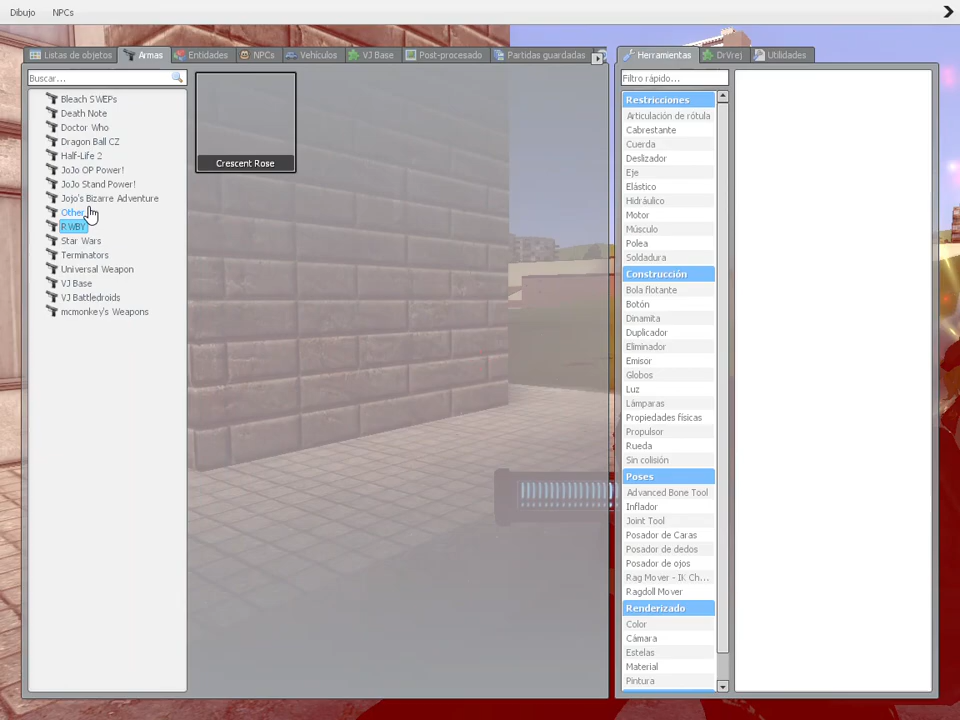 Dibujo NPCs
Listas de objetos Armas Entidades NPCs Vehículos VJ Base Post-procesado Partidas guardadas
Herramientas DrVrej Utilidades
Buscar...
Bleach SWEPs
Death Note
Doctor Who
Dragon Ball CZ
Half-Life 2
JoJo OP Power!
JoJo Stand Power!
Jojo's Bizarre Adventure
Other
RWBY
Star Wars
Terminators
Universal Weapon
VJ Base
VJ Battledroids
mcmonkey's Weapons
Crescent Rose
Filtro rápido...
Restricciones
Articulación de rótula
Cabrestante
Cuerda
Deslizador
Eje
Elástico
Hidráulico
Motor
Músculo
Polea
Soldadura
Construcción
Bola flotante
Botón
Dinamita
Duplicador
Eliminador
Emisor
Globos
Luz
Lámparas
Propiedades físicas
Propulsor
Rueda
Sin colisión
Poses
Advanced Bone Tool
Inflador
Joint Tool
Posador de Caras
Posador de dedos
Posador de ojos
Rag Mover - IK Ch...
Ragdoll Mover
Renderizado
Color
Cámara
Estelas
Material
Pintura